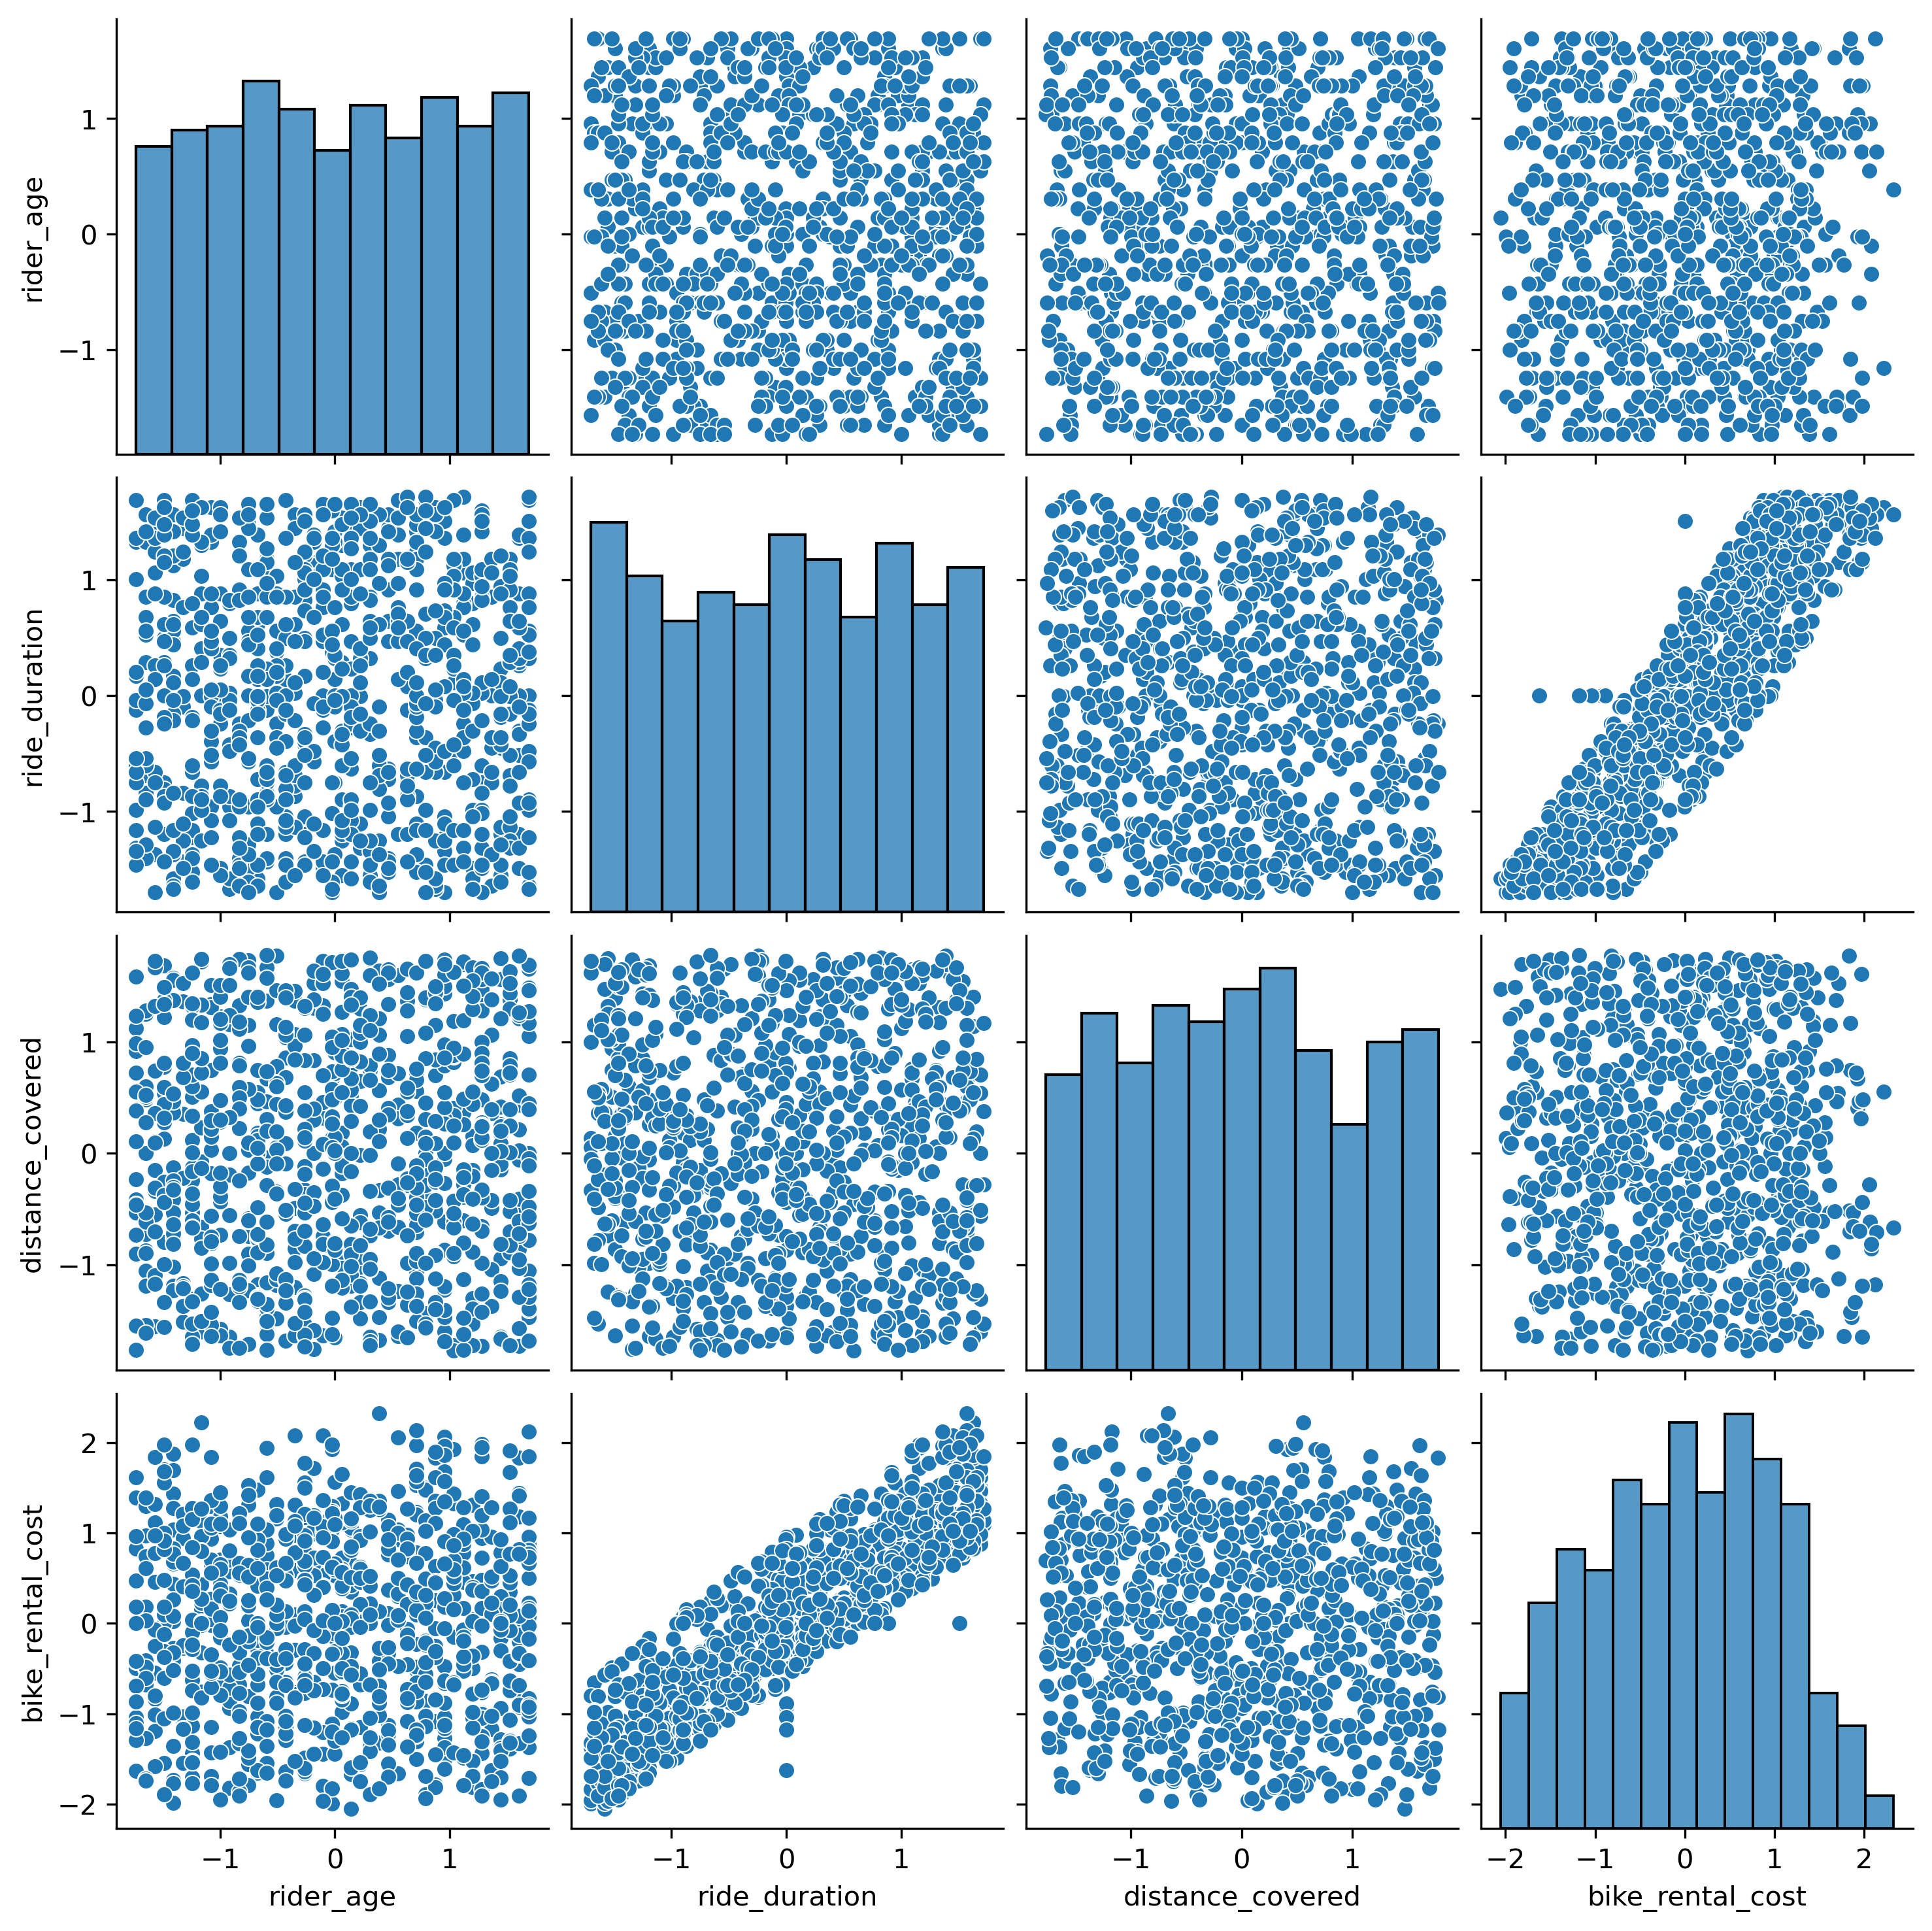 rider_age
1
0
−1
ride_duration
1
0
−1
distance_covered
1
0
−1
bike_rental_cost
2
1
0
−1
−2
−1 0 1
−1 0 1
−1 0 1
−2 −1 0 1 2
rider_age
ride_duration
distance_covered
bike_rental_cost